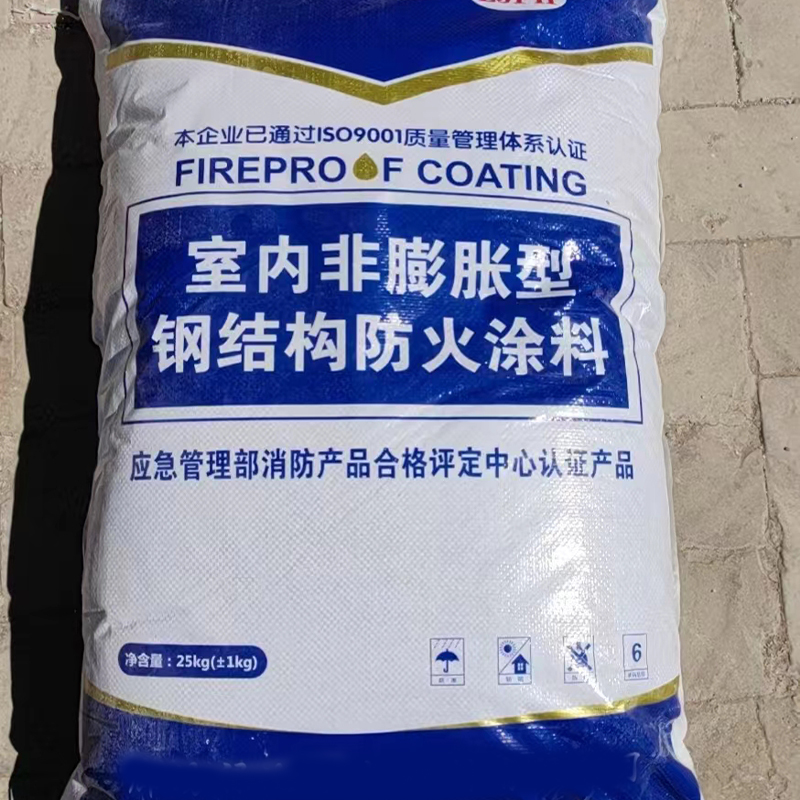 本企业已通过ISO9001质量管理体系认证
FIREPROOF COATING
室内非膨胀型
钢结构防火涂料
应急管理部消防产品合格评定中心认证产品
净含量：25kg(±1kg)
6